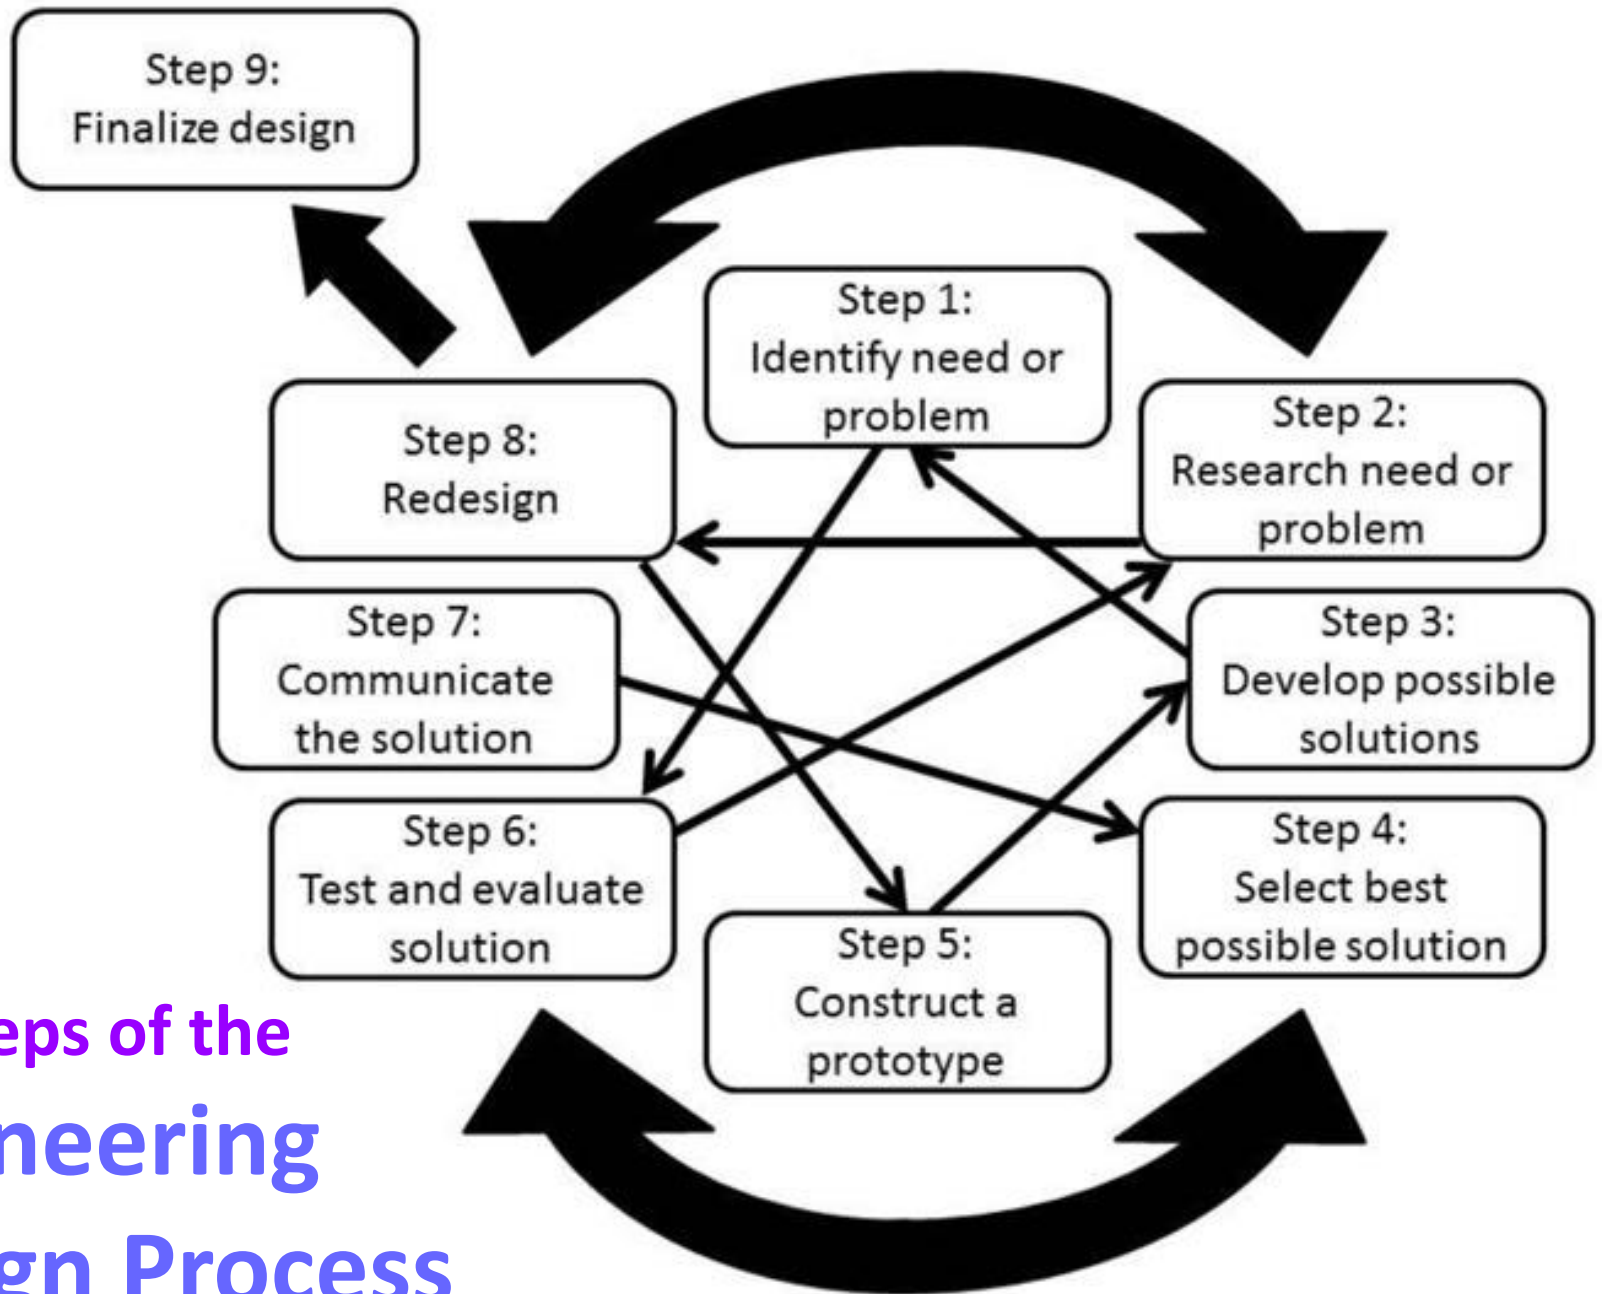 Step 9:
Finalize design
Step 1:
Identify need or
problem
Step 8:
Redesign
Step 2:
Research need or
problem
Step 7:
Communicate
the solution
Step 3:
Develop possible
solutions
Step 6:
Test and evaluate
solution
Step 4:
Select best
possible solution
Step 5:
Construct a
prototype
eps of the
neering
gn Process